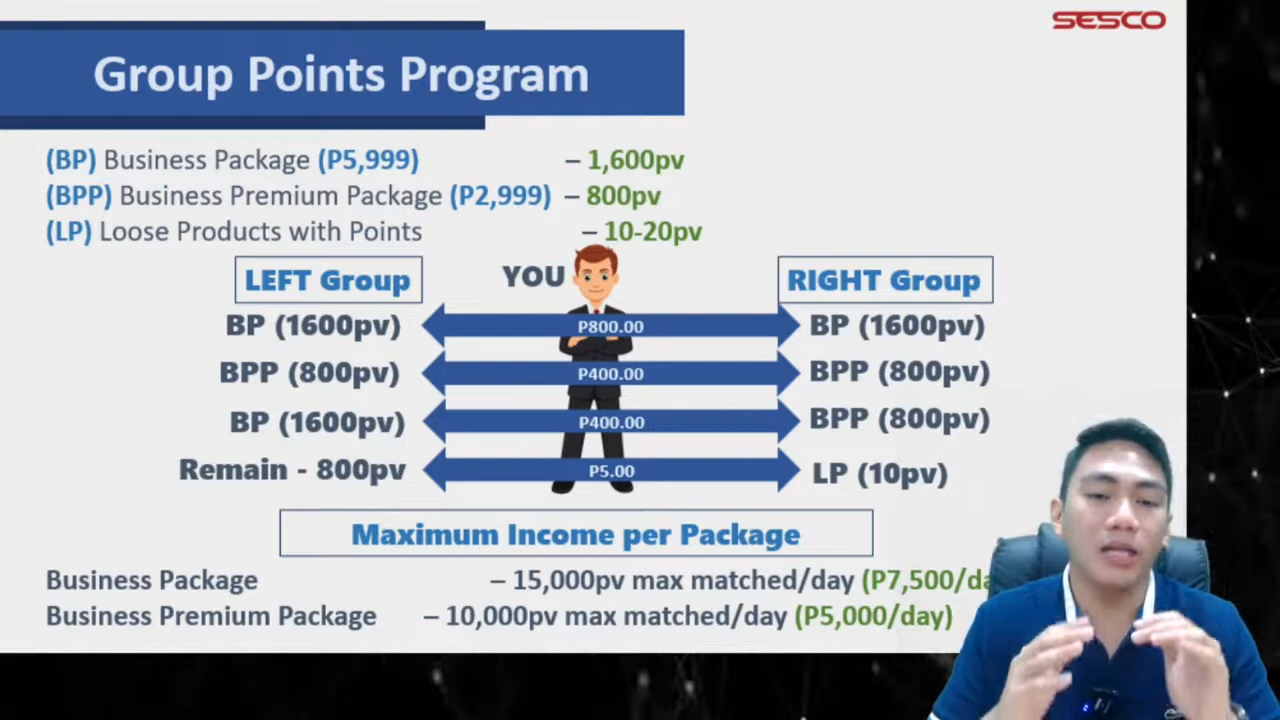 SESCO
Group Points Program
(BP) Business Package (P5,999) – 1,600pv
(BPP) Business Premium Package (P2,999) – 800pv
(LP) Loose Products with Points – 10-20pv
LEFT Group YOU RIGHT Group
BP (1600pv) P800.00 BP (1600pv)
BPP (800pv) P400.00 BPP (800pv)
BP (1600pv) P400.00 BPP (800pv)
Remain - 800pv P5.00 LP (10pv)
Maximum Income per Package
Business Package – 15,000pv max matched/day (P7,500/da
Business Premium Package – 10,000pv max matched/day (P5,000/day)